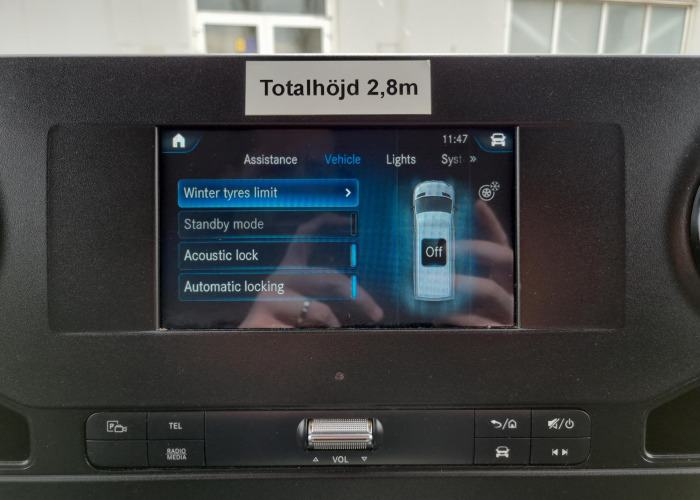 Totalhöjd 2,8m
11:47
Assistance Vehicle Lights Syst »
Winter tyres limit >
Standby mode
Acoustic lock
Automatic locking
Off
P TEL
RADIO
MEDIA
VOL